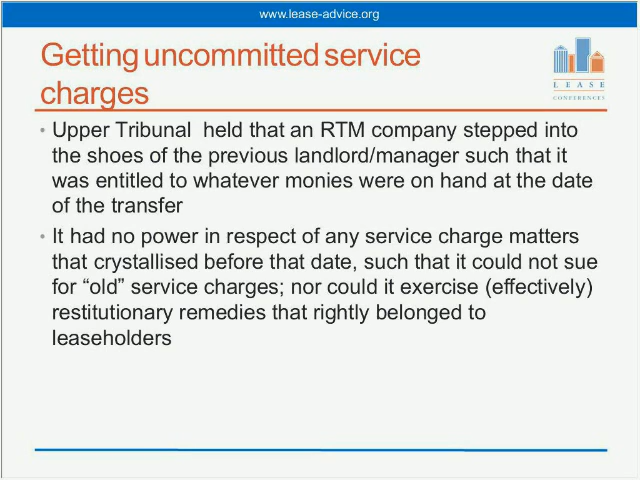 www.lease-advice.org
Getting uncommitted service
charges
L E A S E
CONFERENCES
• Upper Tribunal held that an RTM company stepped into
the shoes of the previous landlord/manager such that it
was entitled to whatever monies were on hand at the date
of the transfer
• It had no power in respect of any service charge matters
that crystallised before that date, such that it could not sue
for “old” service charges; nor could it exercise (effectively)
restitutionary remedies that rightly belonged to
leaseholders